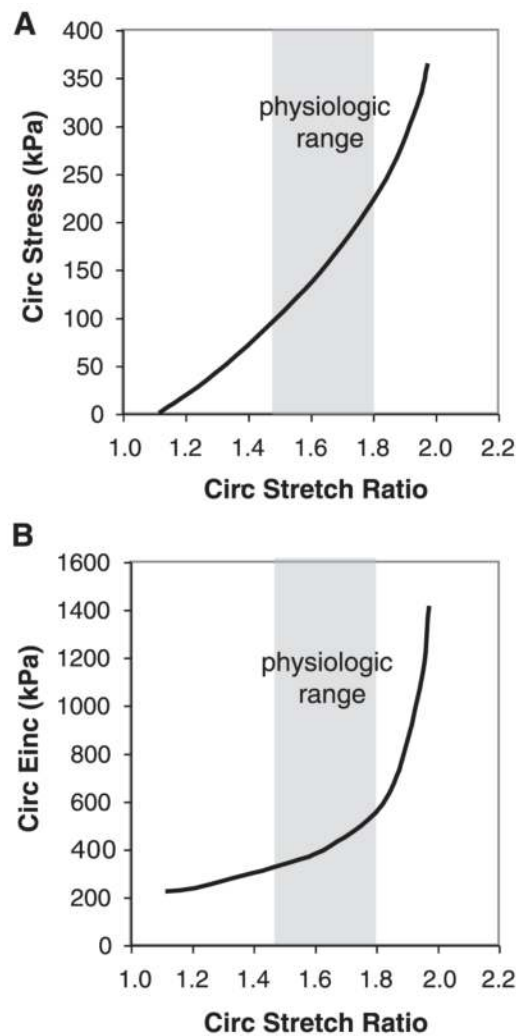 A
400
350
300
250
200
150
100
50
0
Circ Stress (kPa)
physiologic
range
1.0 1.2 1.4 1.6 1.8 2.0 2.2
Circ Stretch Ratio
B
1600
1400
1200
1000
800
600
400
200
0
Circ Einc (kPa)
physiologic
range
1.0 1.2 1.4 1.6 1.8 2.0 2.2
Circ Stretch Ratio